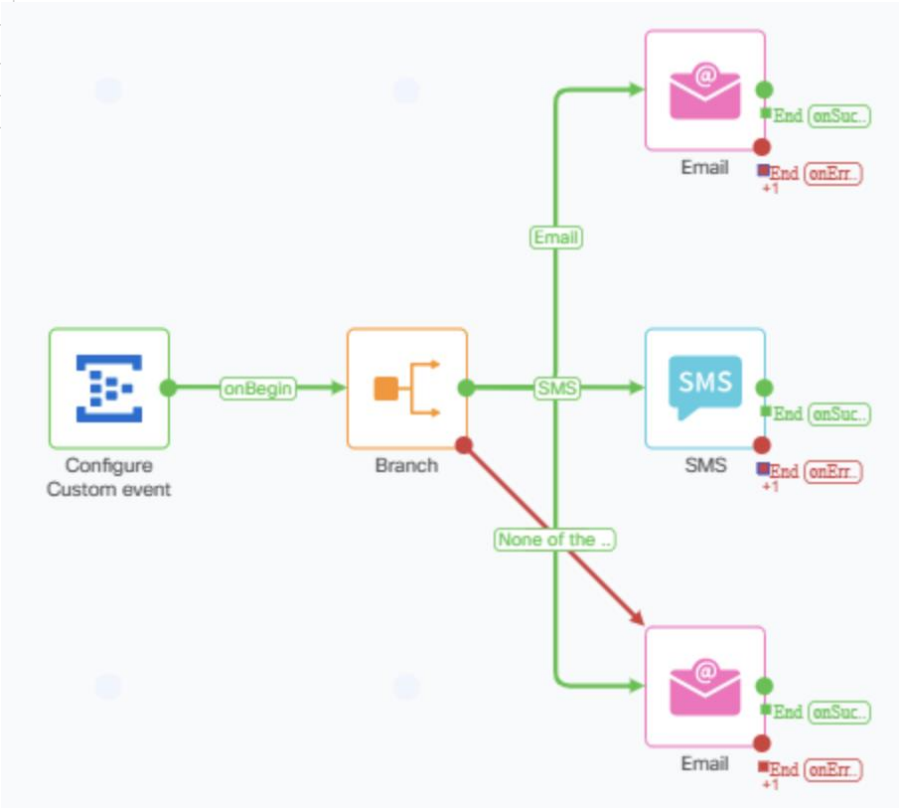 @
End onSuc..
Email
End onErr..
+1
Email
onBegin
SMS
SMS
End onSuc..
Configure
Custom event
Branch
SMS
End onErr..
+1
None of the ..
@
End onSuc..
Email
End onErr..
+1